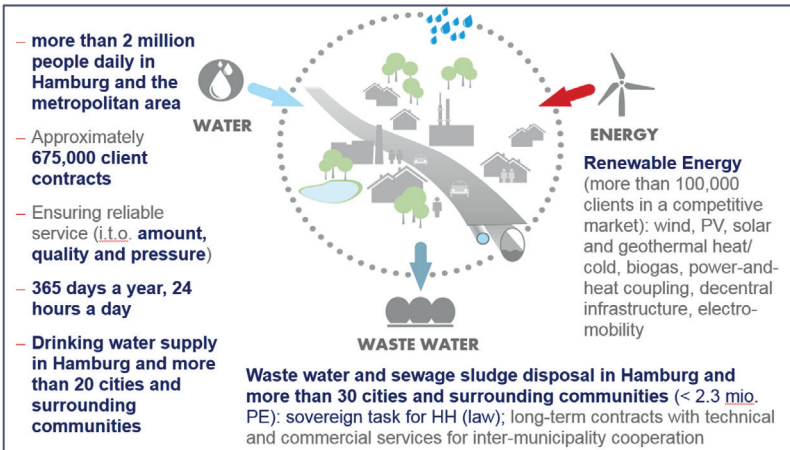 – more than 2 million
people daily in
Hamburg and the
metropolitan area
– Approximately
675,000 client
contracts
– Ensuring reliable
service (i.t.o. amount,
quality and pressure)
– 365 days a year, 24
hours a day
– Drinking water supply
in Hamburg and more
than 20 cities and
surrounding
communities
WATER
ENERGY
Renewable Energy
(more than 100,000
clients in a competitive
market): wind, PV, solar
and geothermal heat/
cold, biogas, power-and-
heat coupling, decentral
infrastructure, electro-
mobility
WASTE WATER
Waste water and sewage sludge disposal in Hamburg and
more than 30 cities and surrounding communities (< 2.3 mio.
PE): sovereign task for HH (law); long-term contracts with technical
and commercial services for inter-municipality cooperation